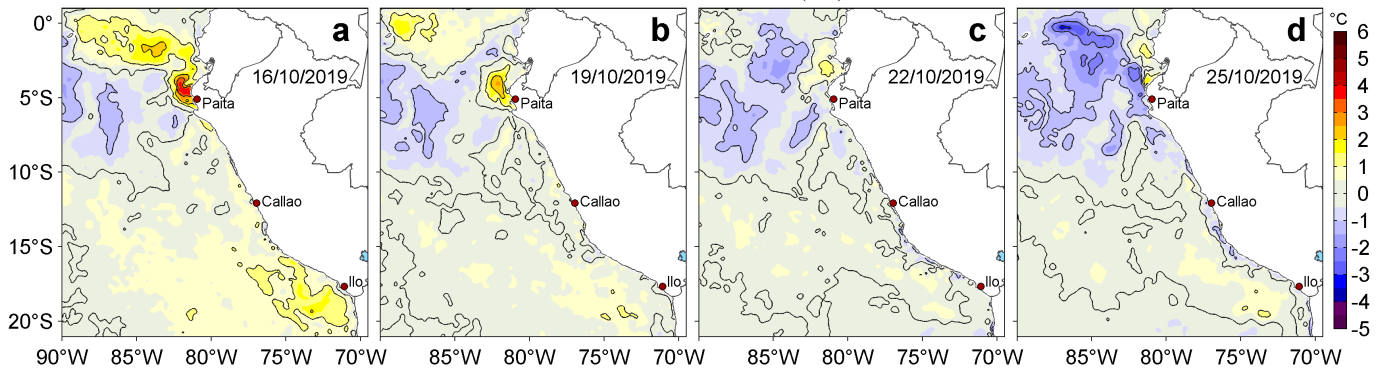 a
b
c
d
°C
16/10/2019
19/10/2019
22/10/2019
25/10/2019
Paita
Paita
Paita
Paita
Callao
Callao
Callao
Callao
Ilo
Ilo
Ilo
Ilo
0°
5°S
10°S
15°S
20°S
90°W 85°W 80°W 75°W 70°W
85°W 80°W 75°W 70°W
85°W 80°W 75°W 70°W
85°W 80°W 75°W 70°W
6
5
4
3
2
1
0
-1
-2
-3
-4
-5